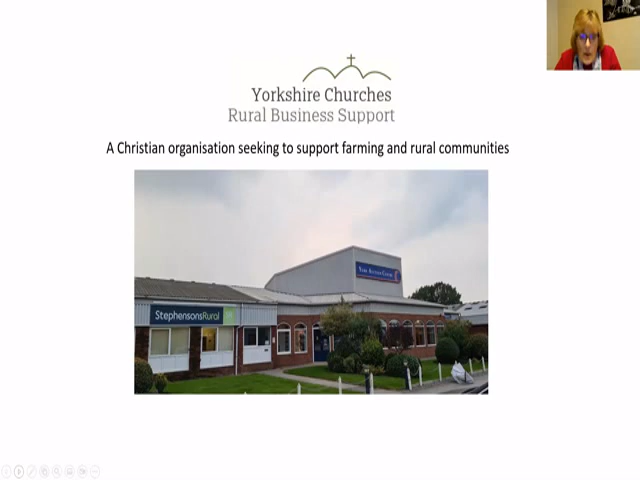 Yorkshire Churches
Rural Business Support
A Christian organisation seeking to support farming and rural communities
York Auction Centre
StephensonsRural